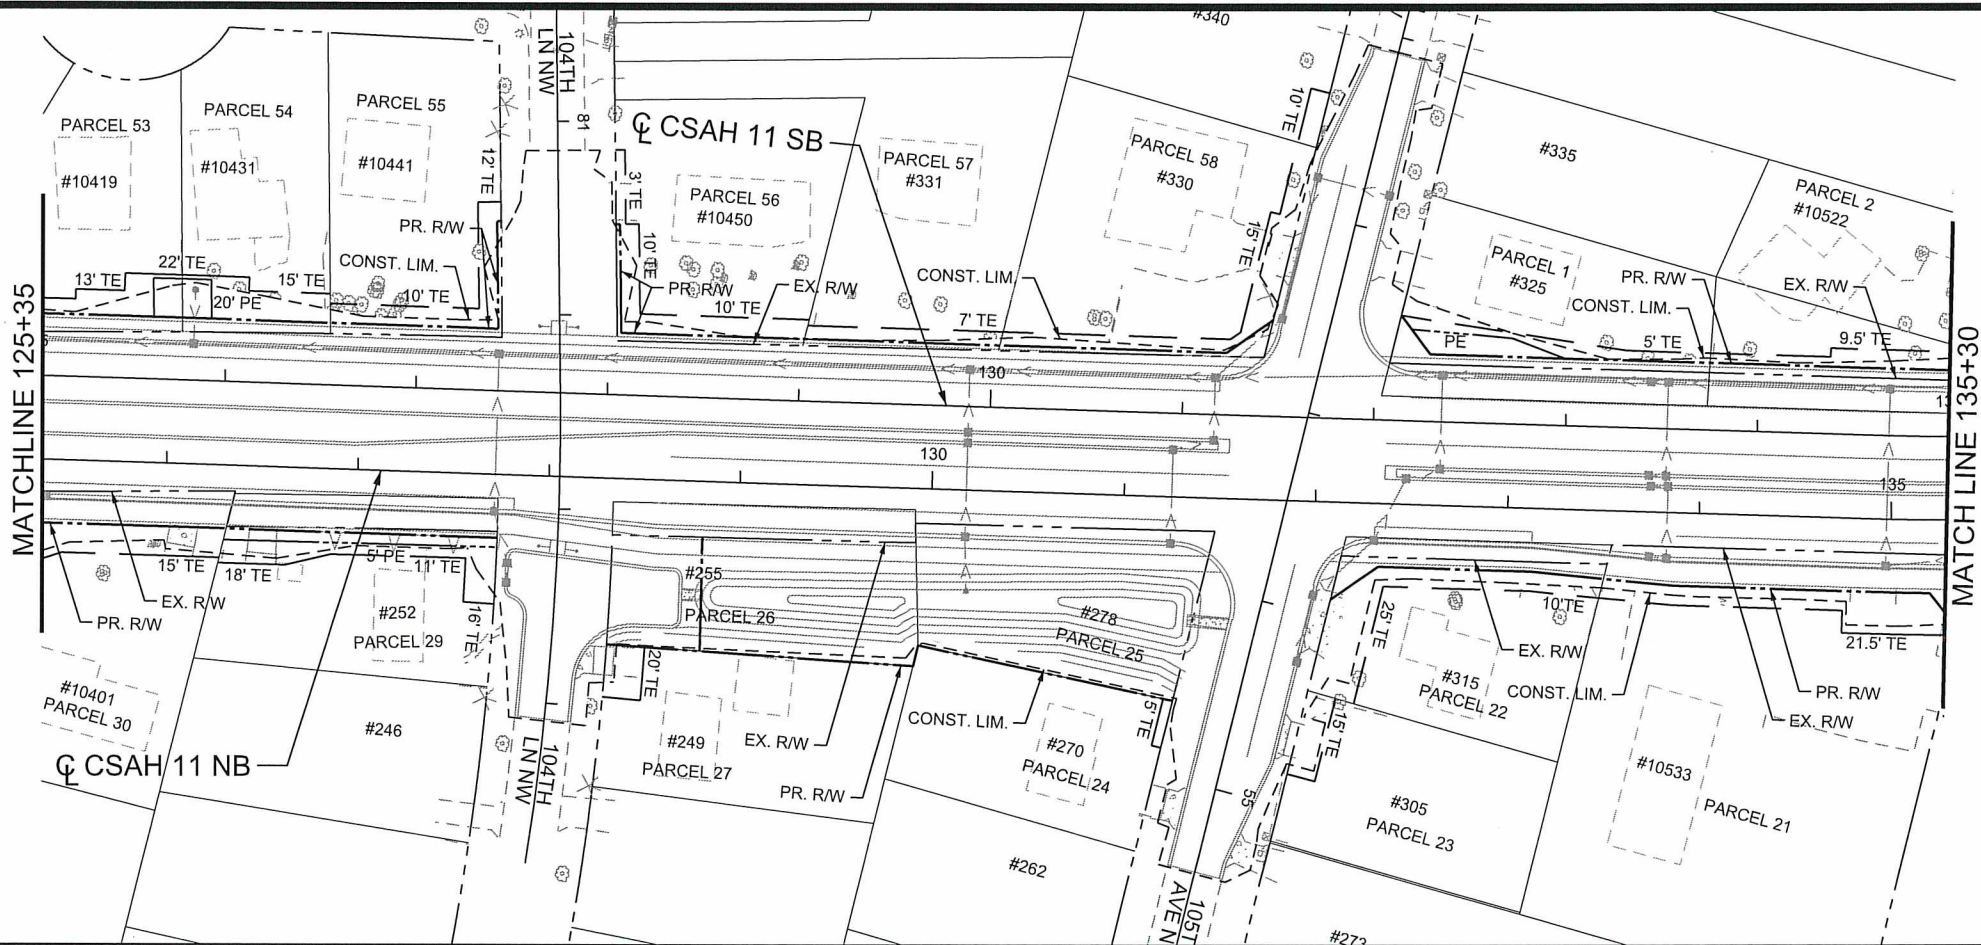 #340
104TH
LN NW
81
10' TE
PARCEL 53
#10419
PARCEL 54
#10431
PARCEL 55
#10441
12' TE
PR. R/W
CONST. LIM.
13' TE
22' TE
20' PE
15' TE
10' TE
℄ CSAH 11 SB
3' TE
10' TE
PARCEL 56
#10450
PR. R/W
10' TE
EX. R/W
PARCEL 57
#331
7' TE
CONST. LIM.
PARCEL 58
#330
15' TE
#335
PARCEL 2
#10522
PARCEL 1
#325
PR. R/W
CONST. LIM.
EX. R/W
PE
5' TE
9.5' TE
MATCHLINE 125+35
MATCH LINE 135+30
130
130
135
15' TE
18' TE
5' PE
11' TE
16' TE
EX. R/W
PR. R/W
#252
PARCEL 29
#10401
PARCEL 30
℄ CSAH 11 NB
#246
104TH
LN NW
#255
PARCEL 26
20' TE
#249
PARCEL 27
EX. R/W
PR. R/W
#278
PARCEL 25
CONST. LIM.
5' TE
#270
PARCEL 24
#262
55
25' TE
25' TE
15' TE
10' TE
EX. R/W
#315
PARCEL 22
CONST. LIM.
21.5' TE
PR. R/W
EX. R/W
#10533
PARCEL 21
#305
PARCEL 23
105T
AVE N
#273